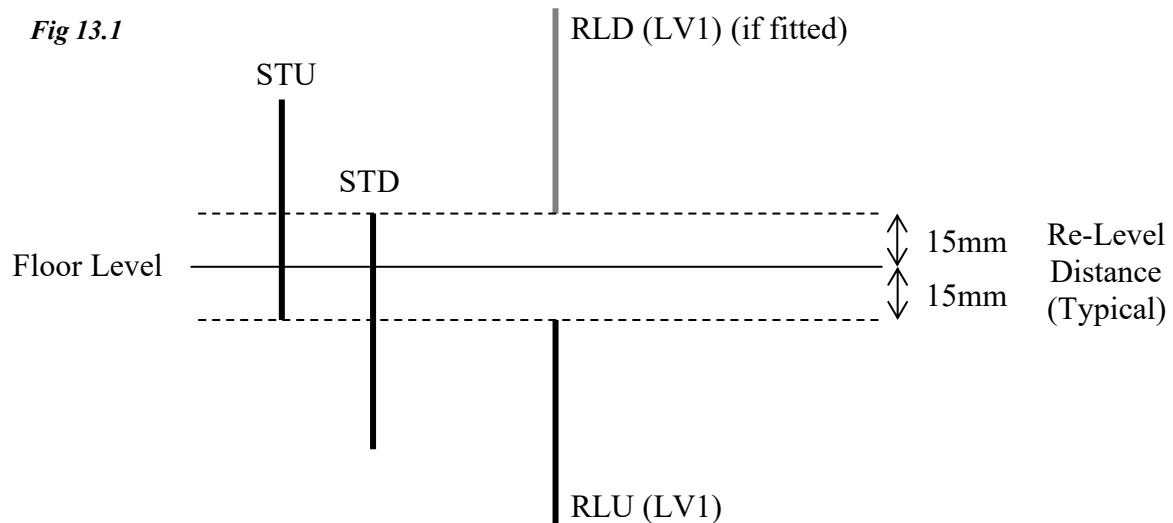 Fig 13.1
RLD (LV1) (if fitted)
STU
STD
Floor Level
15mm
15mm
Re-Level
Distance
(Typical)
RLU (LV1)